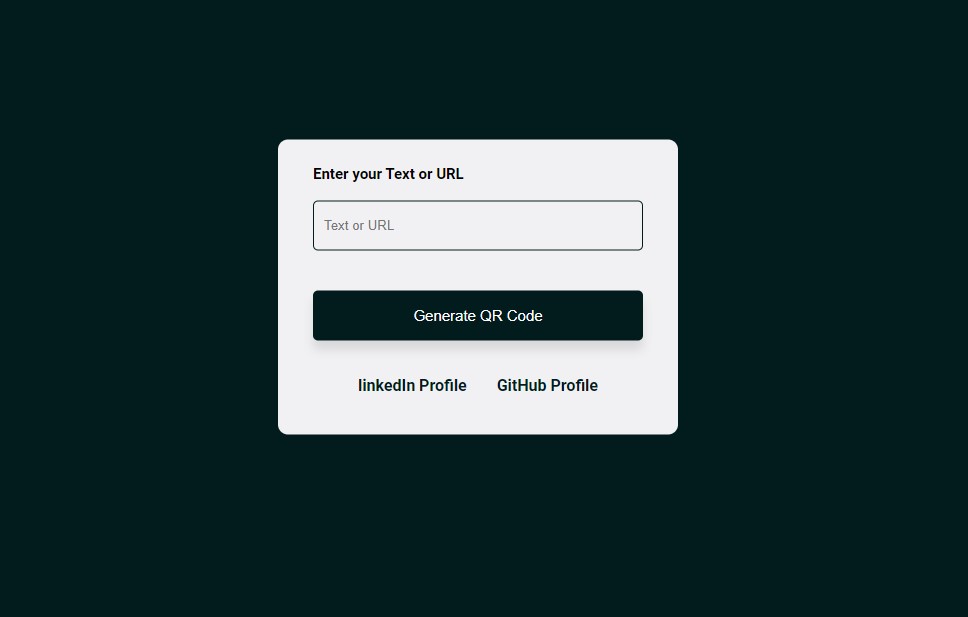 Enter your Text or URL
Text or URL
Generate QR Code
linkedIn Profile GitHub Profile